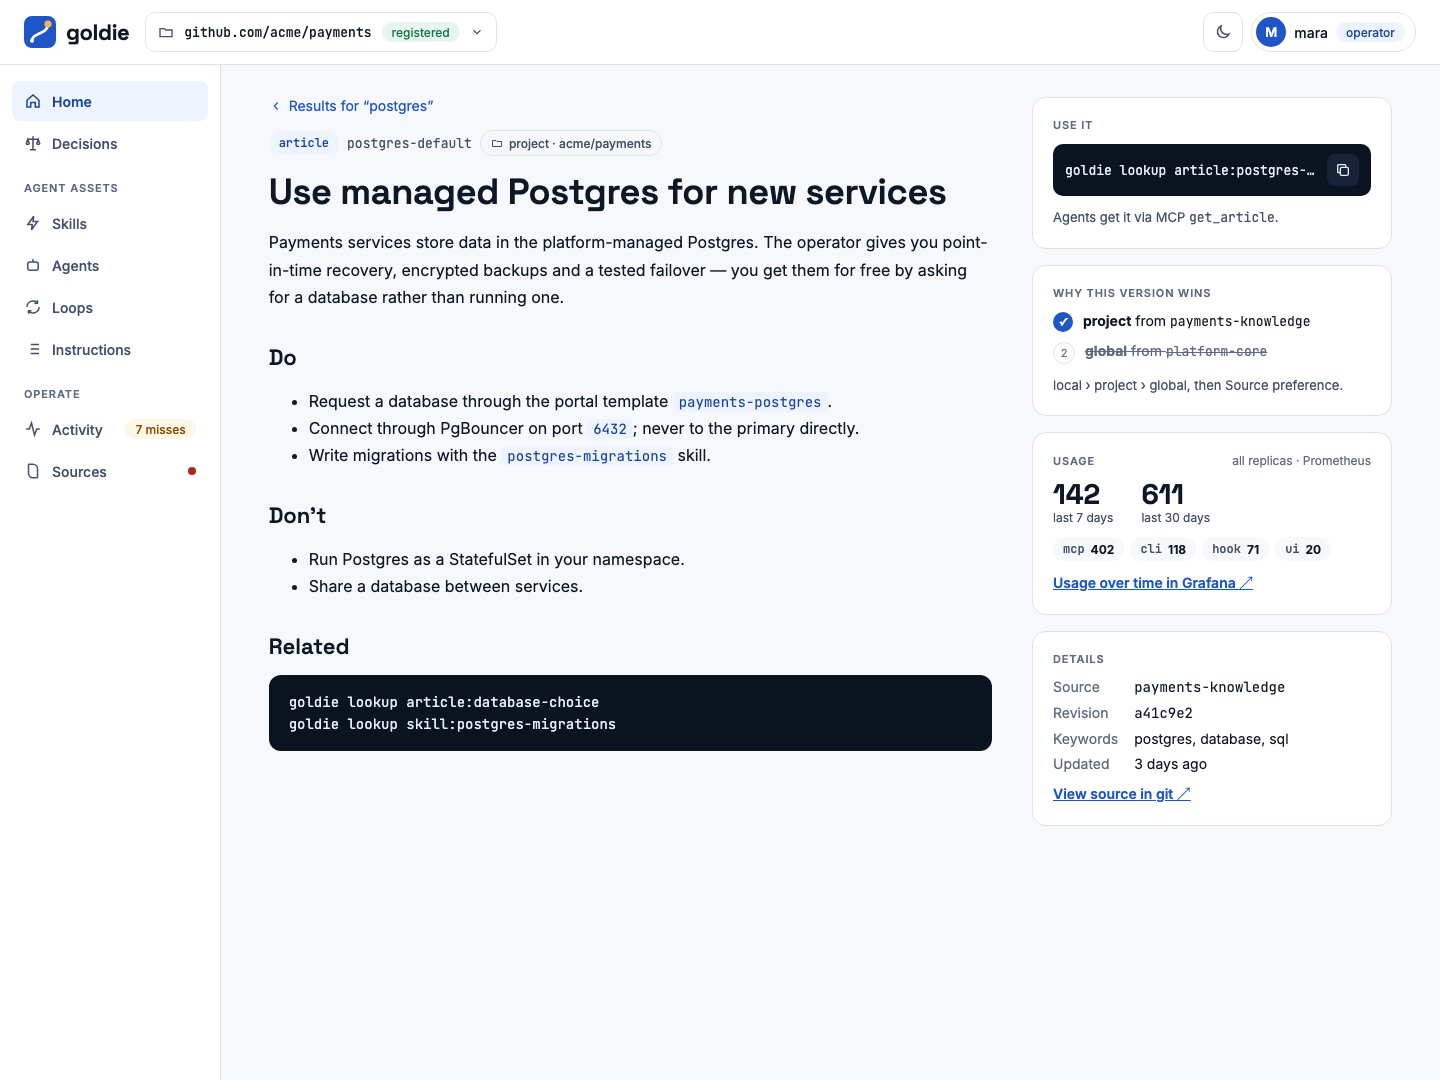 goldie
github.com/acme/payments
registered
M
mara
operator
Home
Decisions
AGENT ASSETS
Skills
Agents
Loops
Instructions
OPERATE
Activity
7 misses
Sources
Results for “postgres”
article
postgres-default
project · acme/payments
Use managed Postgres for new services
Payments services store data in the platform-managed Postgres. The operator gives you point-
in-time recovery, encrypted backups and a tested failover — you get them for free by asking
for a database rather than running one.
Do
• Request a database through the portal template payments-postgres .
• Connect through PgBouncer on port 6432 ; never to the primary directly.
• Write migrations with the postgres-migrations skill.
Don’t
• Run Postgres as a StatefulSet in your namespace.
• Share a database between services.
Related
goldie lookup article:database-choice
goldie lookup skill:postgres-migrations
USE IT
goldie lookup article:postgres-…
Agents get it via MCP get_article.
WHY THIS VERSION WINS
✓ project from payments-knowledge
2 global from platform-core
local › project › global, then Source preference.
USAGE
all replicas · Prometheus
142 611
last 7 days last 30 days
mcp 402 cli 118 hook 71 ui 20
Usage over time in Grafana ↗
DETAILS
Source payments-knowledge
Revision a41c9e2
Keywords postgres, database, sql
Updated 3 days ago
View source in git ↗